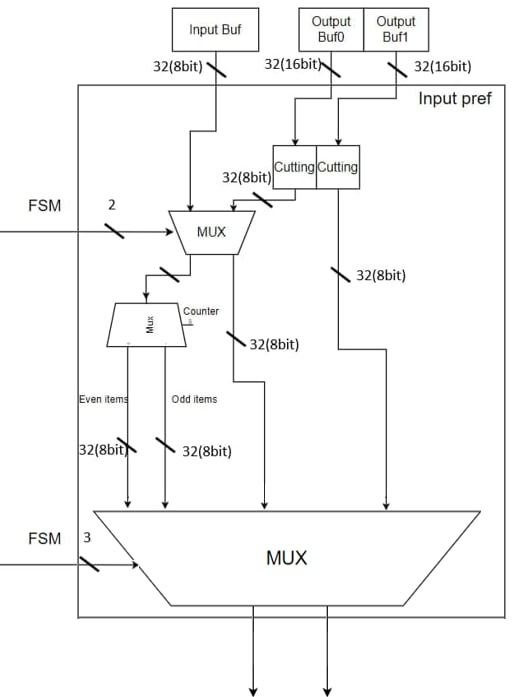 Input Buf
Output
Buf0
Output
Buf1
32(8bit)
32(16bit)
32(16bit)
Input pref
Cutting
Cutting
32(8bit)
FSM
2
MUX
32(8bit)
Counter
Mux
32(8bit)
Even items
Odd items
32(8bit)
32(8bit)
FSM
3
MUX